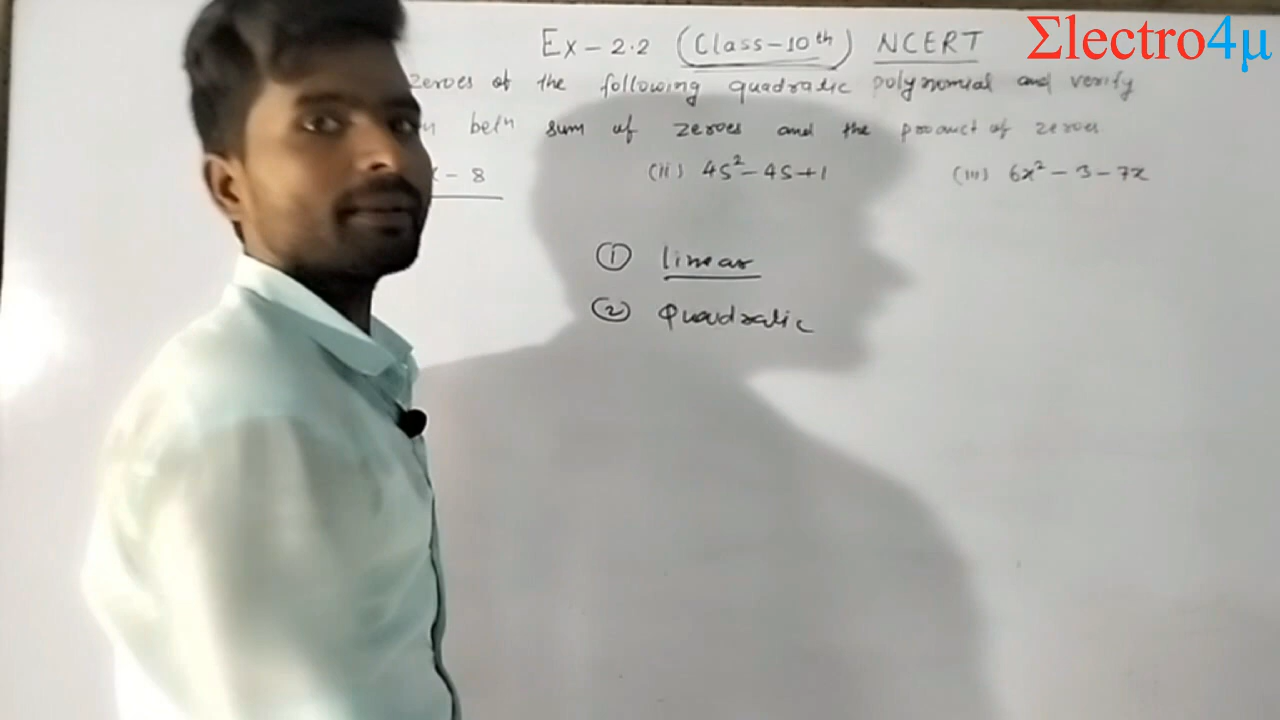 Σlectro4μ
Ex – 2.2 (Class–10th) NCERT
zeroes of the following quadratic polynomial and verify
betn sum of zeroes and the product of zeroes
x – 8 (ii) 4s² – 4s + 1 (iii) 6x² – 3 – 7x
① linear
② Quadratic